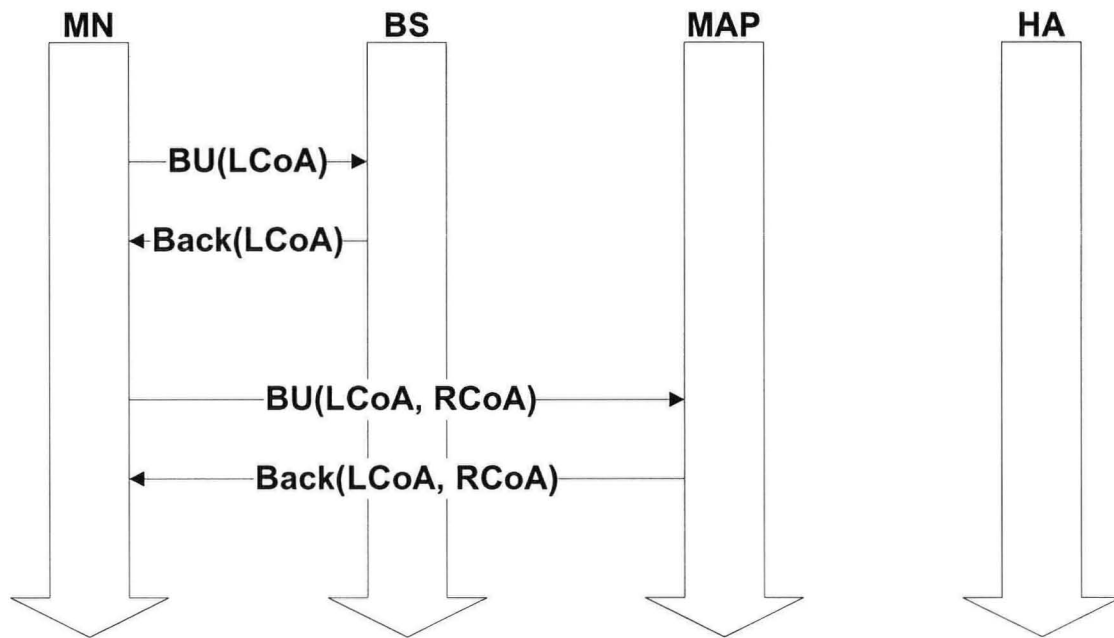 MN BS MAP HA
BU(LCoA)
Back(LCoA)
BU(LCoA, RCoA)
Back(LCoA, RCoA)